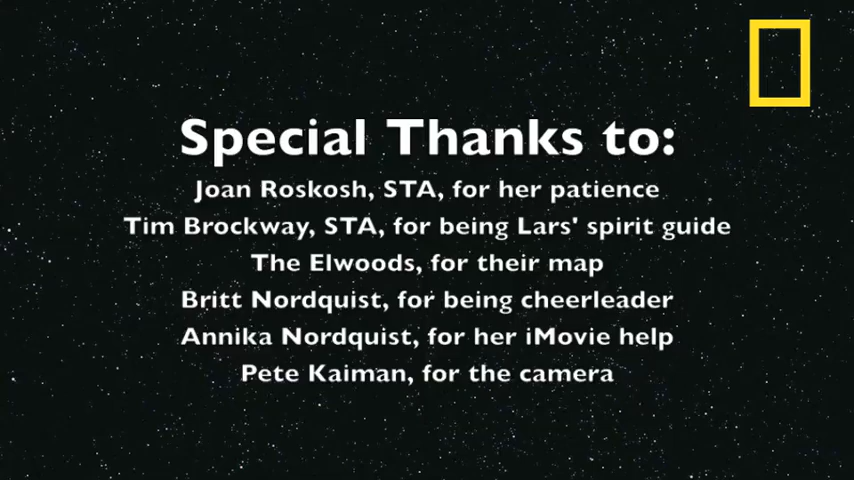 Special Thanks to:
Joan Roskosh, STA, for her patience
Tim Brockway, STA, for being Lars' spirit guide
The Elwoods, for their map
Britt Nordquist, for being cheerleader
Annika Nordquist, for her iMovie help
Pete Kaiman, for the camera